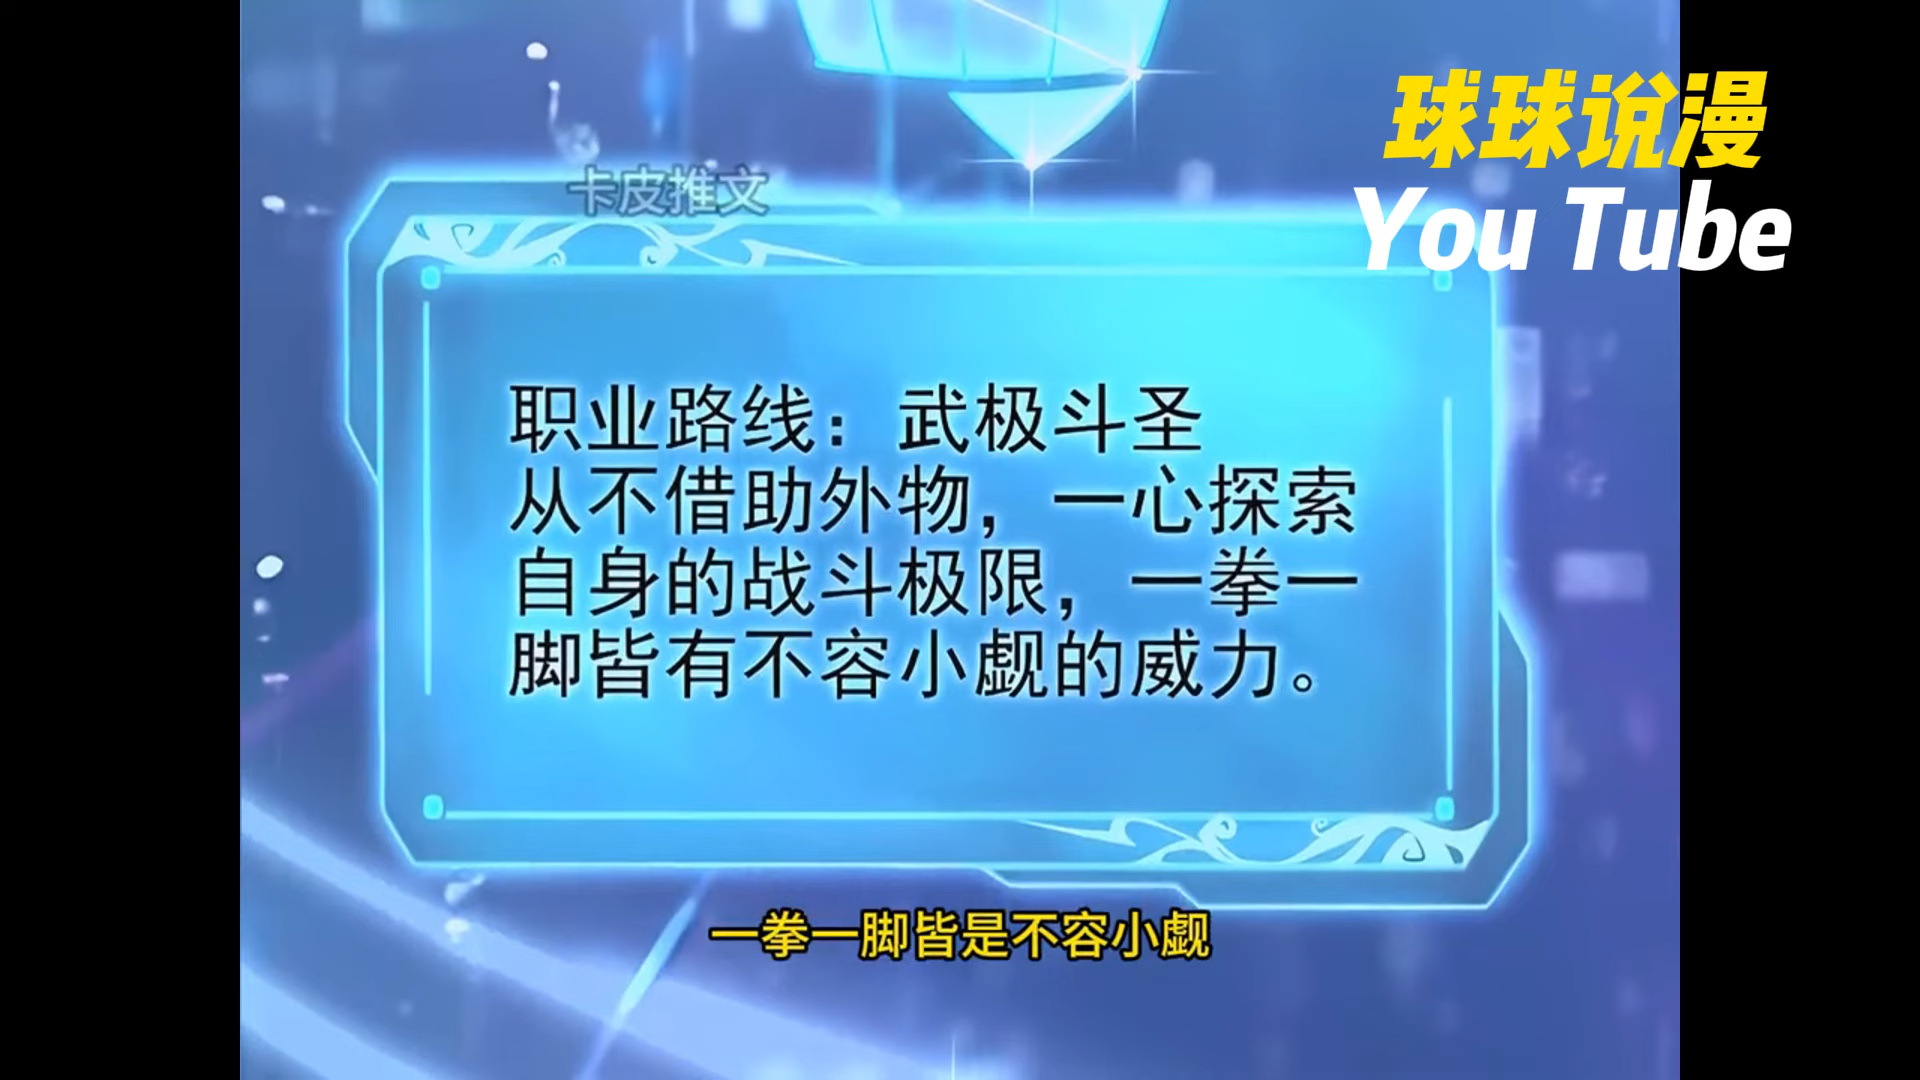 球球说漫
YouTube
卡皮推文
职业路线：武极斗圣
从不借助外物，一心探索
自身的战斗极限，一拳一
脚皆有不容小觑的威力。
一拳一脚皆是不容小觑